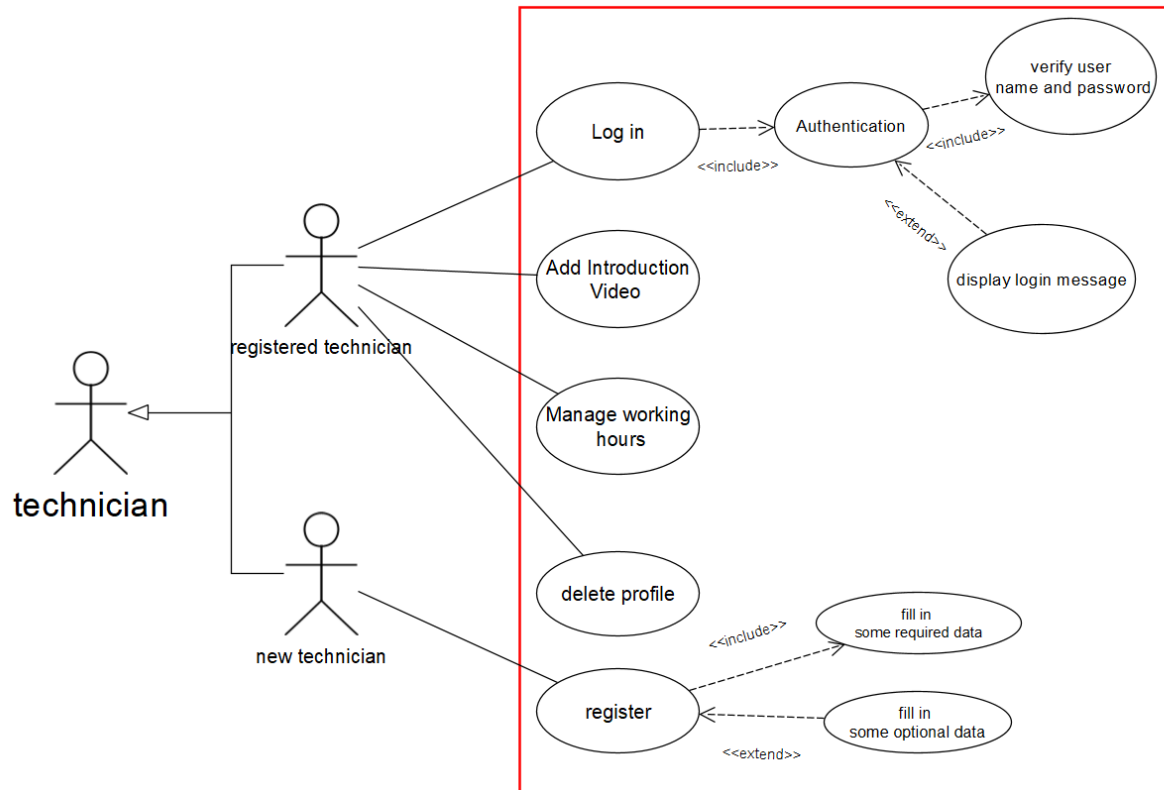 verify user
name and password
Log in
Authentication
<<include>>
<<include>>
<<extend>>
display login message
Add Introduction
Video
registered technician
Manage working
hours
technician
delete profile
new technician
register
<<include>>
fill in
some required data
fill in
some optional data
<<extend>>